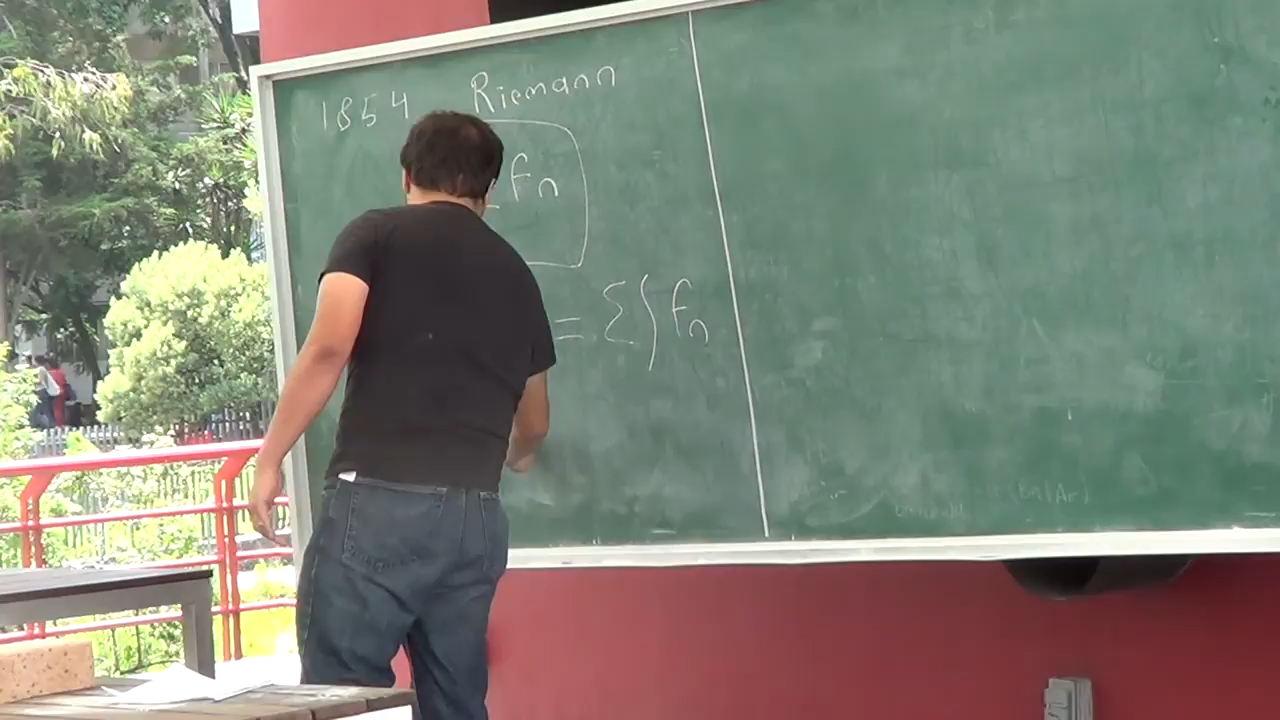 1854 Riemann
fn
= Σ∫ fn